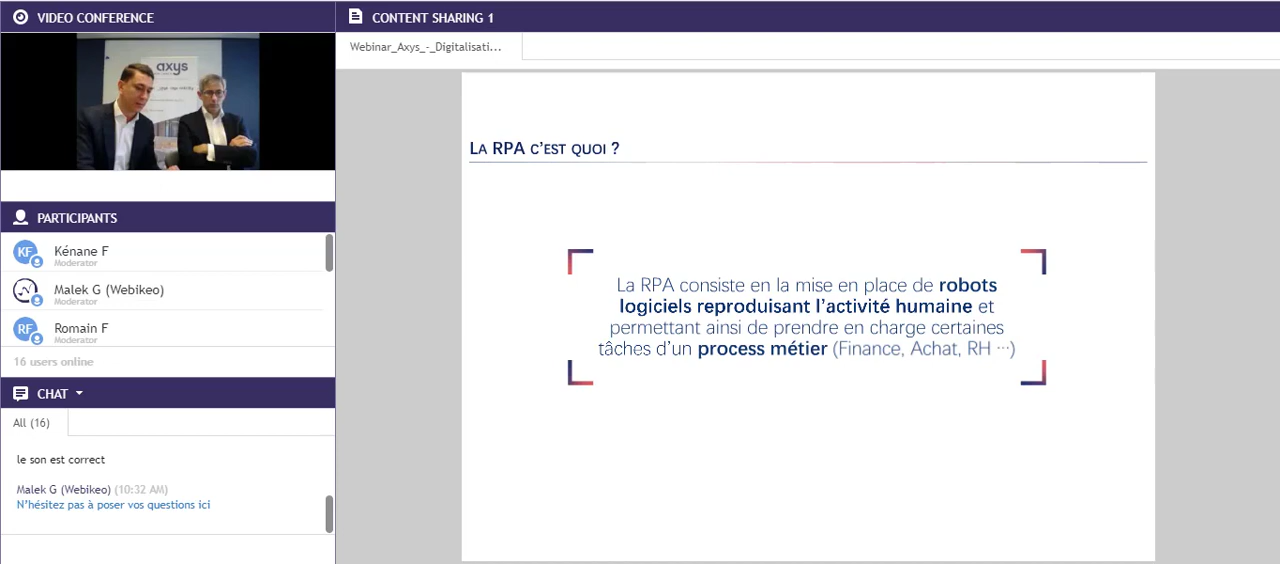 VIDEO CONFERENCE
axys
PARTICIPANTS
KF
Kénane F
Moderator
Malek G (Webikeo)
Moderator
RF
Romain F
Moderator
16 users online
CHAT
All (16)
le son est correct
Malek G (Webikeo) (10:32 AM)
N'hésitez pas à poser vos questions ici
CONTENT SHARING 1
Webinar_Axys_-_Digitalisati...
LA RPA C'EST QUOI ?
La RPA consiste en la mise en place de robots
logiciels reproduisant l'activité humaine et
permettant ainsi de prendre en charge certaines
tâches d'un process métier (Finance, Achat, RH ...)